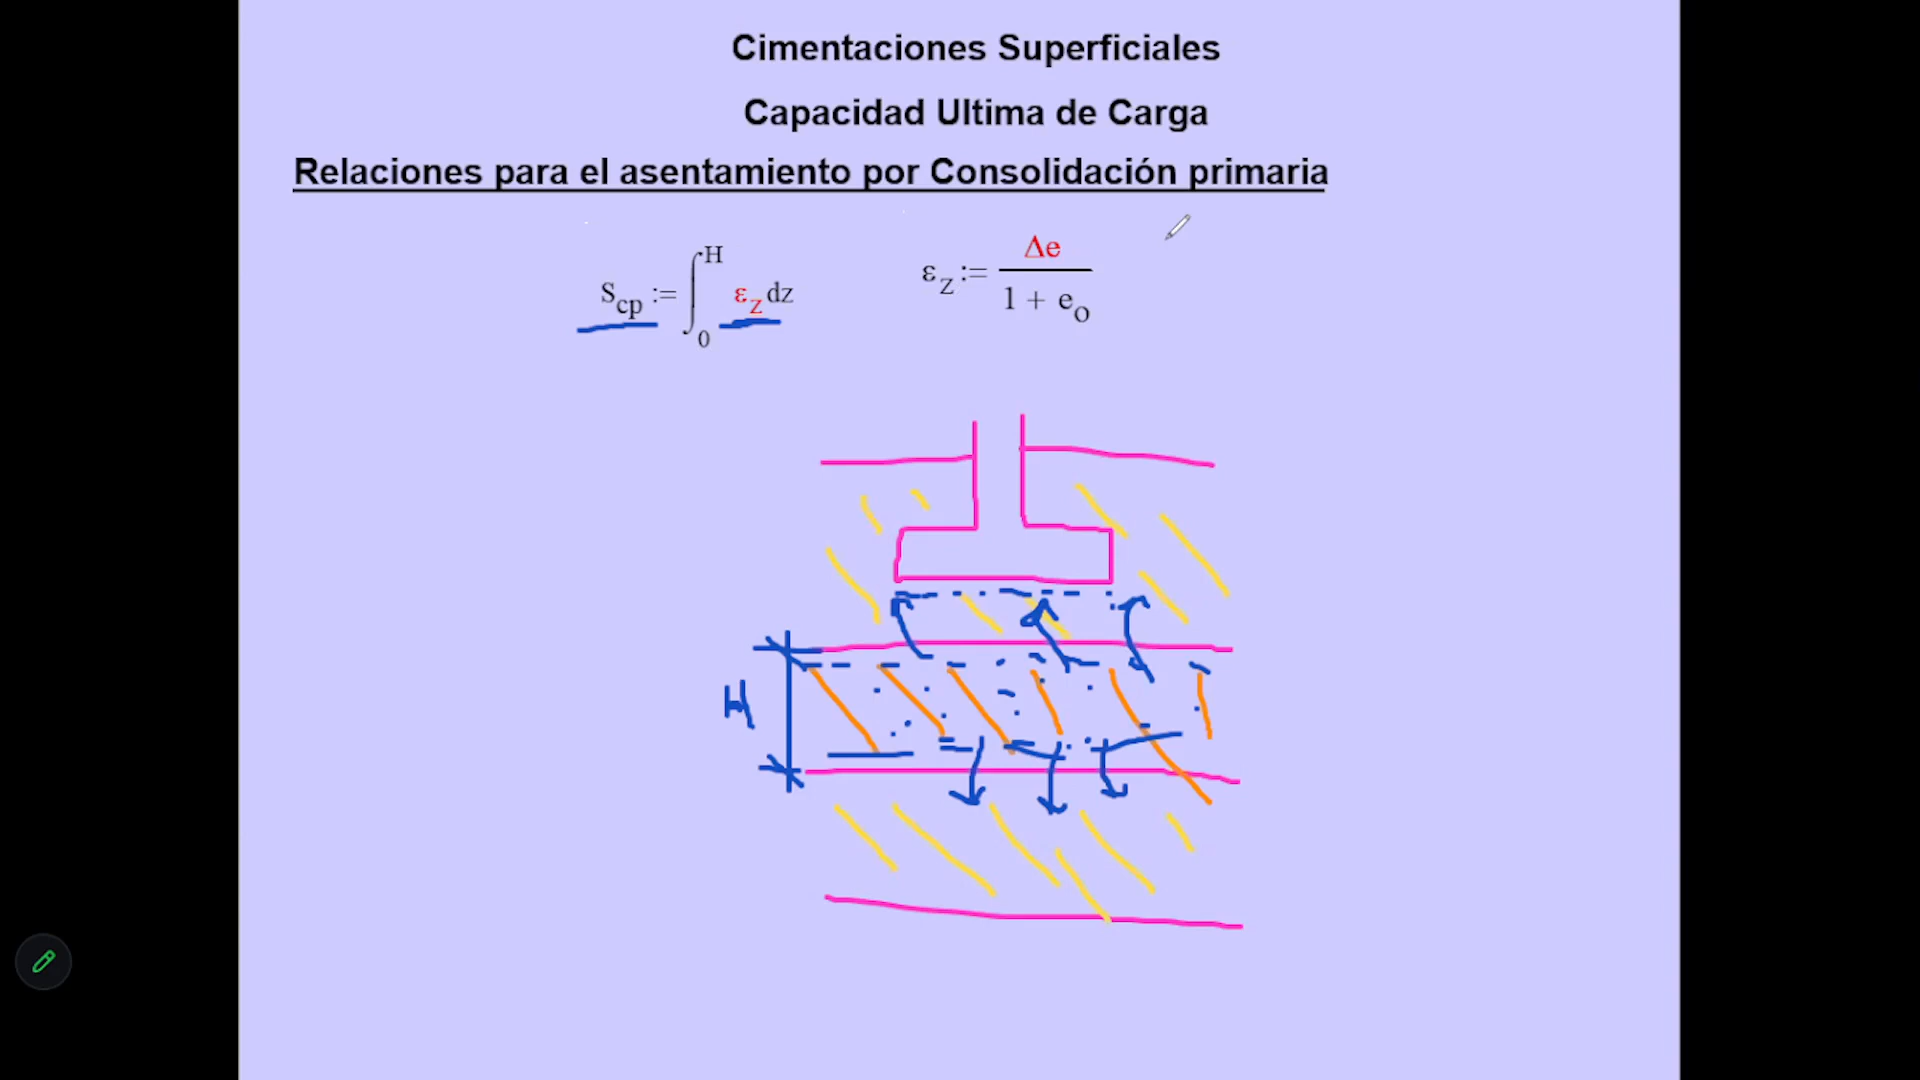 Cimentaciones Superficiales
Capacidad Ultima de Carga
Relaciones para el asentamiento por Consolidación primaria
S_cp := ∫_0^H ε_z dz
ε_z := Δe / (1 + e_o)
H